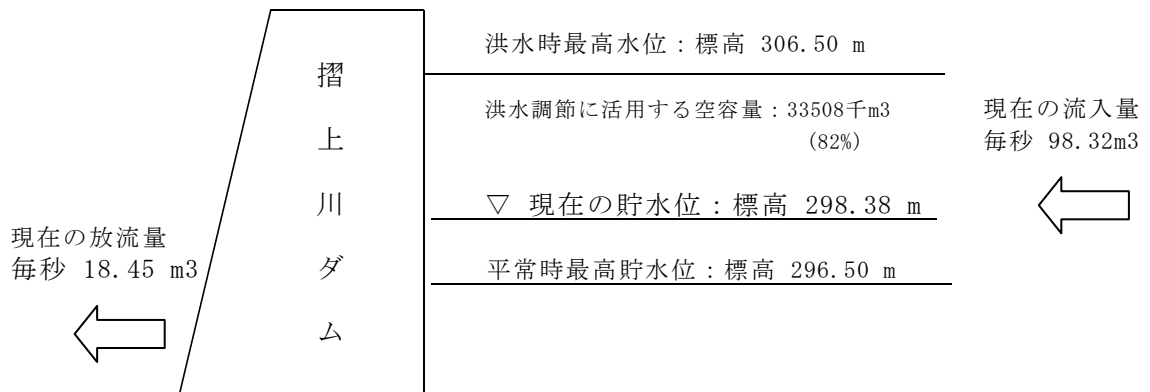 洪水時最高水位：標高 306.50 m
摺上川ダム
洪水調節に活用する空容量：33508千m3
(82%)
現在の流入量
毎秒 98.32m3
▽ 現在の貯水位：標高 298.38 m
現在の放流量
毎秒 18.45 m3
平常時最高貯水位：標高 296.50 m